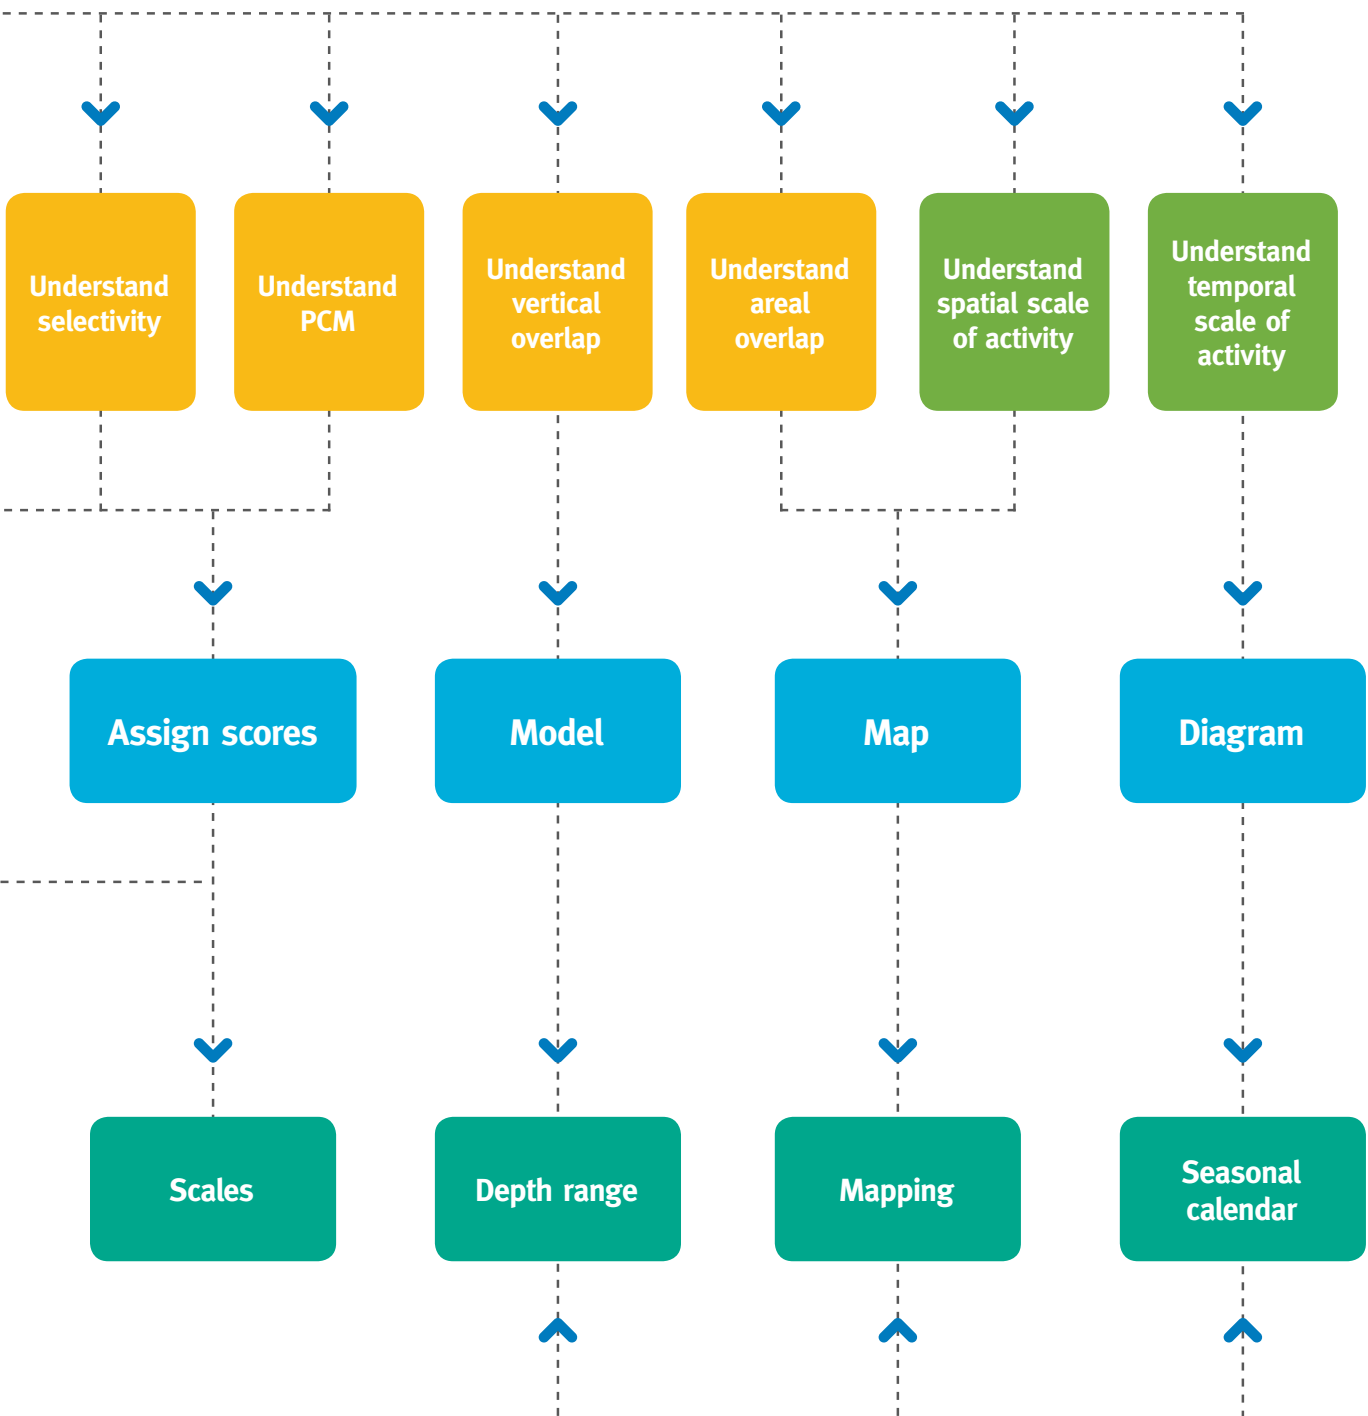 Understand
selectivity
Understand
PCM
Understand
vertical
overlap
Understand
areal
overlap
Understand
spatial scale
of activity
Understand
temporal
scale of
activity
Assign scores
Model
Map
Diagram
Scales
Depth range
Mapping
Seasonal
calendar